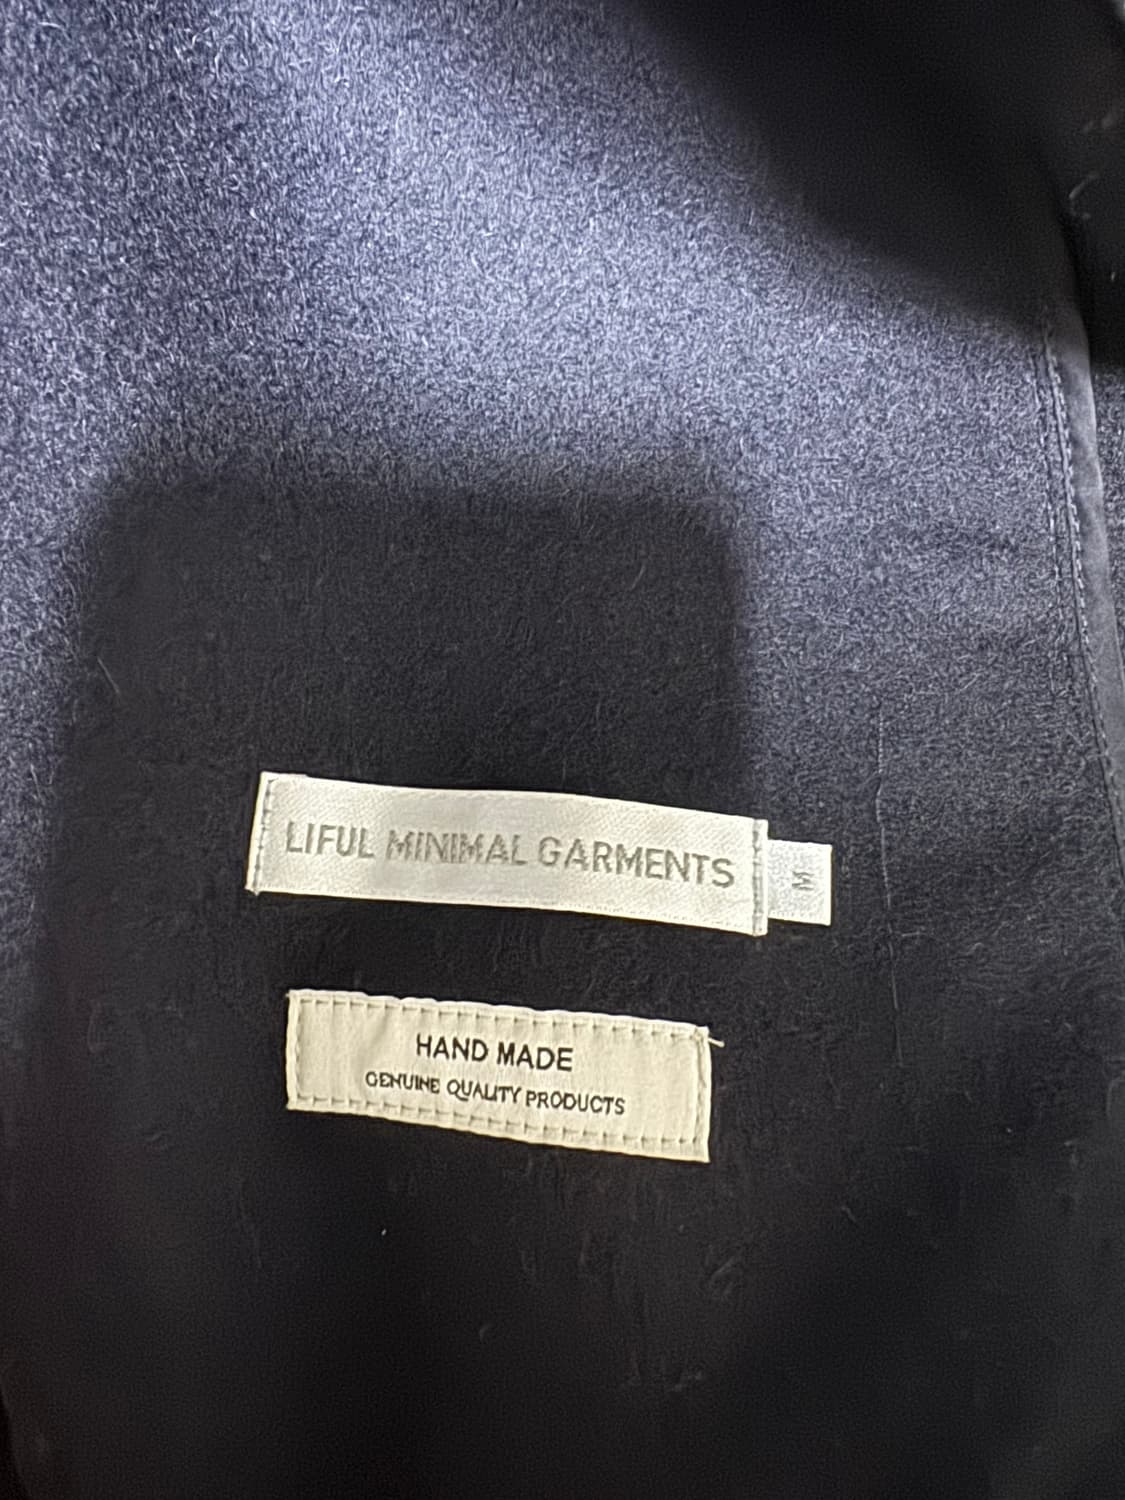 LIFUL MINIMAL GARMENTS
M
HAND MADE
GENUINE QUALITY PRODUCTS